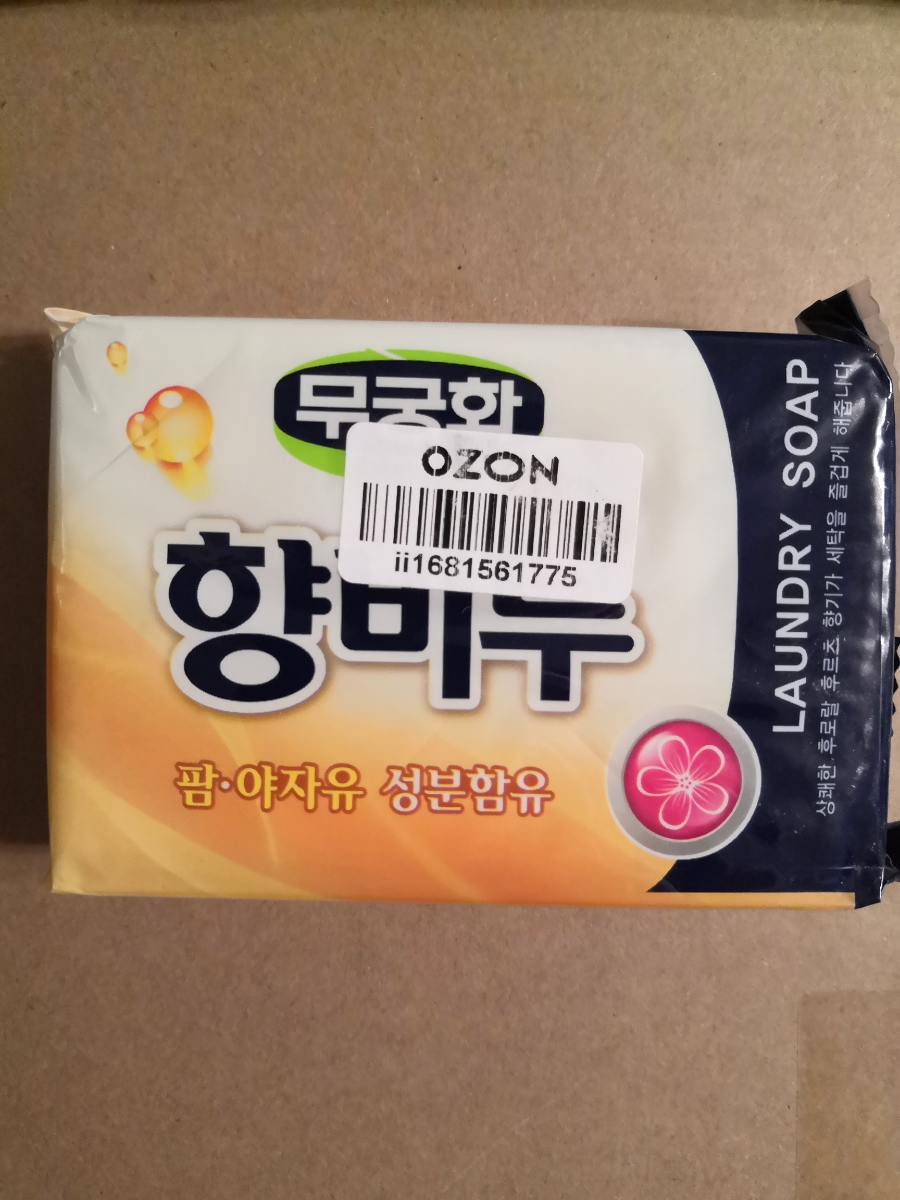 무궁화
OZON
ii1681561775
향비누
팜·야자유 성분함유
LAUNDRY SOAP
상쾌한 후로랄 후르츠 향기가 세탁을 즐겁게 해줍니다